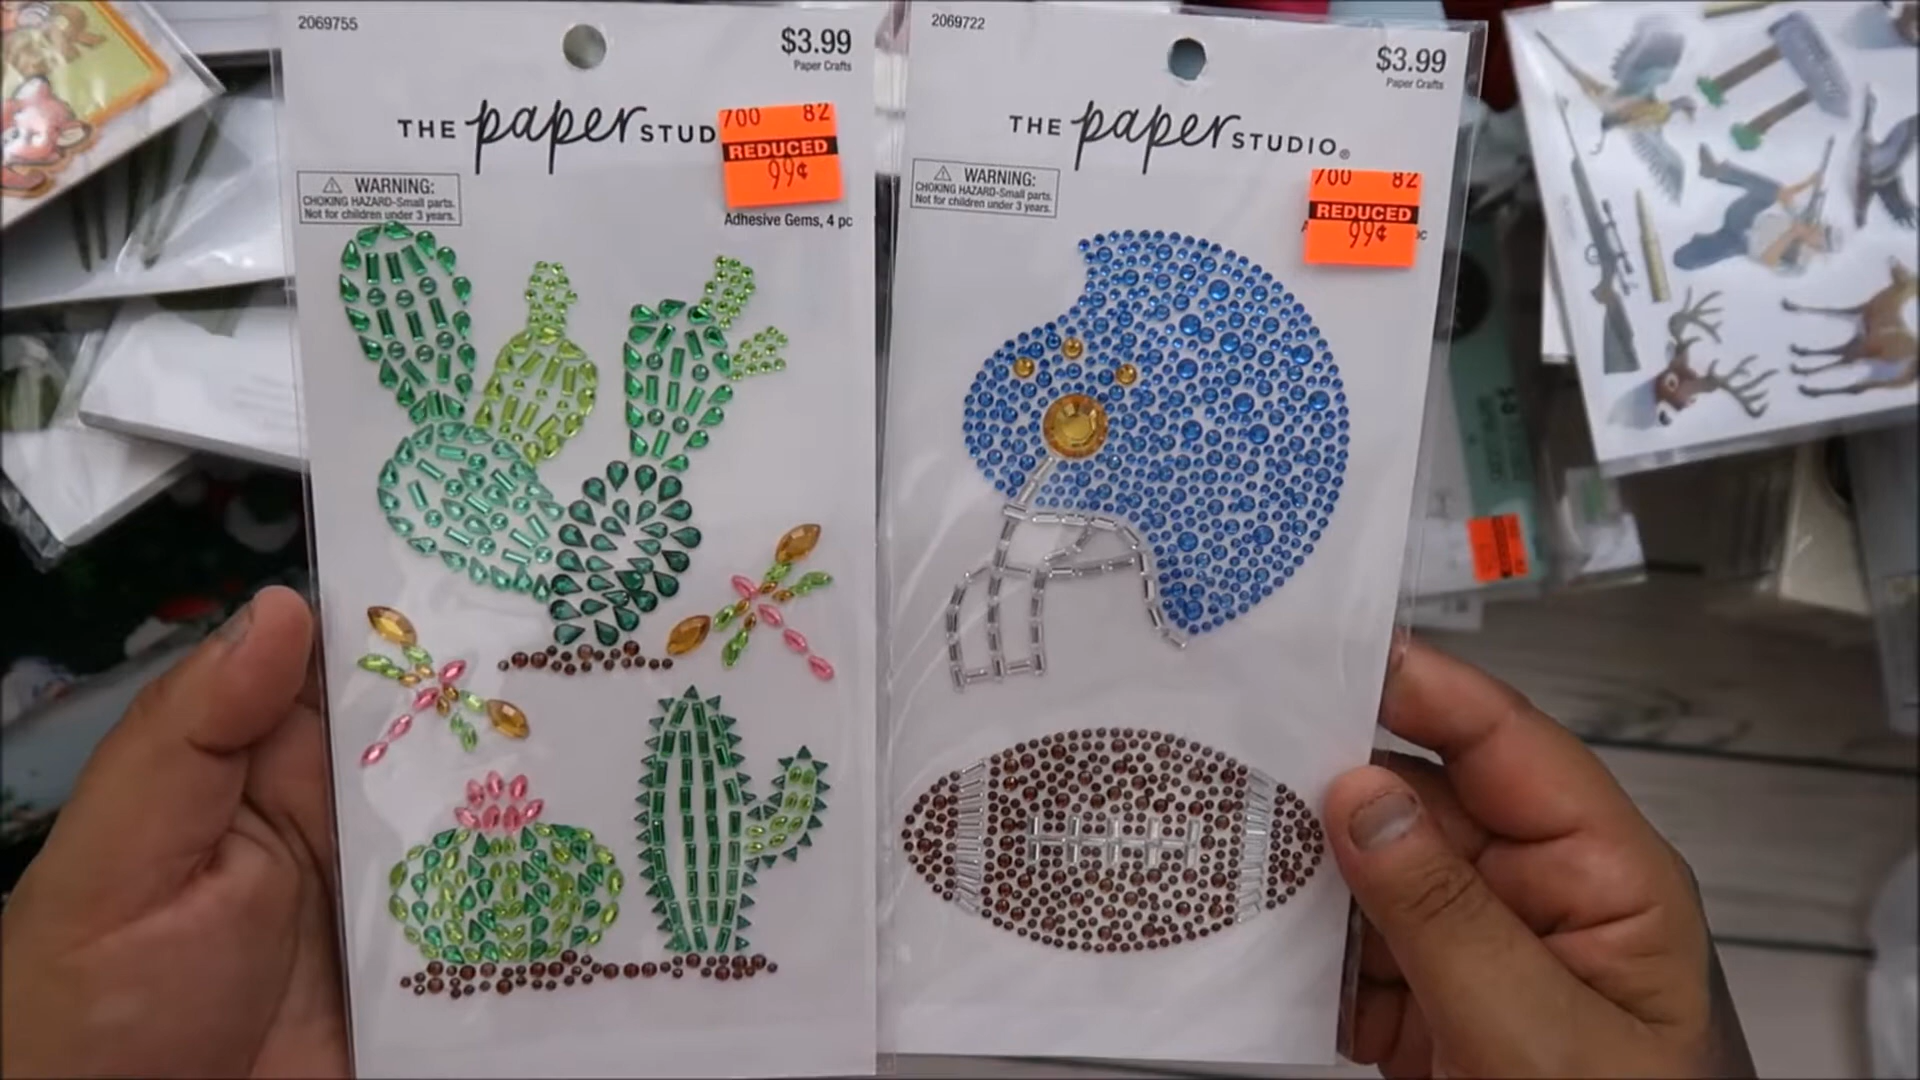 2069755
$3.99
Paper Crafts
THE paper STUD
700 82
REDUCED
99¢
⚠ WARNING:
CHOKING HAZARD-Small parts.
Not for children under 3 years.
Adhesive Gems, 4 pc
2069722
$3.99
Paper Crafts
THE paper STUDIO®
700 82
REDUCED
99¢
⚠ WARNING:
CHOKING HAZARD-Small parts.
Not for children under 3 years.